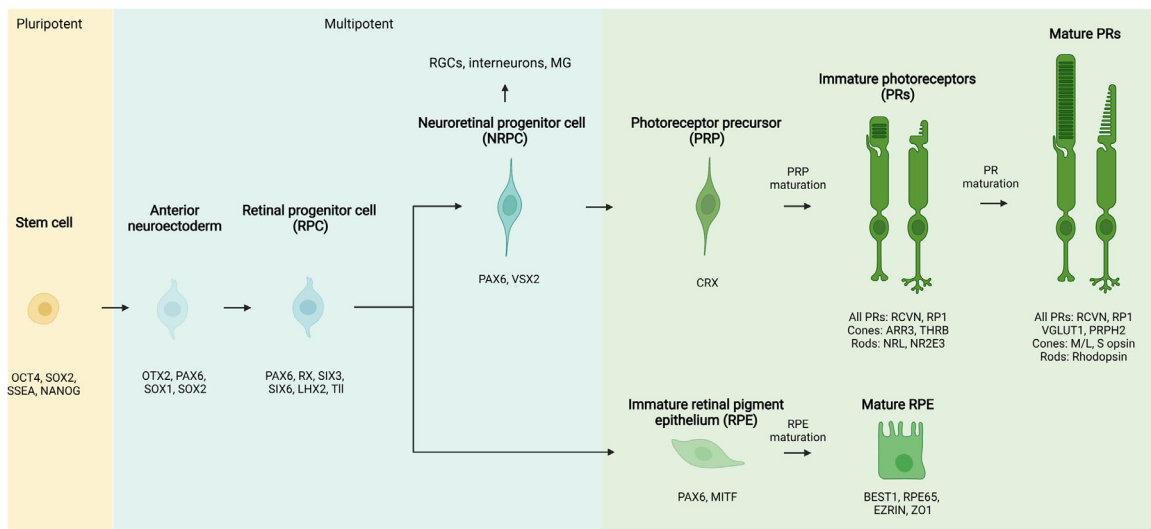 Pluripotent
Multipotent
Stem cell
OCT4, SOX2,
SSEA, NANOG
Anterior
neuroectoderm
OTX2, PAX6,
SOX1, SOX2
Retinal progenitor cell
(RPC)
PAX6, RX, SIX3,
SIX6, LHX2, Tll
RGCs, interneurons, MG
Neuroretinal progenitor cell
(NRPC)
PAX6, VSX2
Photoreceptor precursor
(PRP)
CRX
PRP
maturation
Immature photoreceptors
(PRs)
All PRs: RCVN, RP1
Cones: ARR3, THRB
Rods: NRL, NR2E3
PR
maturation
Mature PRs
All PRs: RCVN, RP1
VGLUT1, PRPH2
Cones: M/L, S opsin
Rods: Rhodopsin
Immature retinal pigment
epithelium (RPE)
PAX6, MITF
RPE
maturation
Mature RPE
BEST1, RPE65,
EZRIN, ZO1